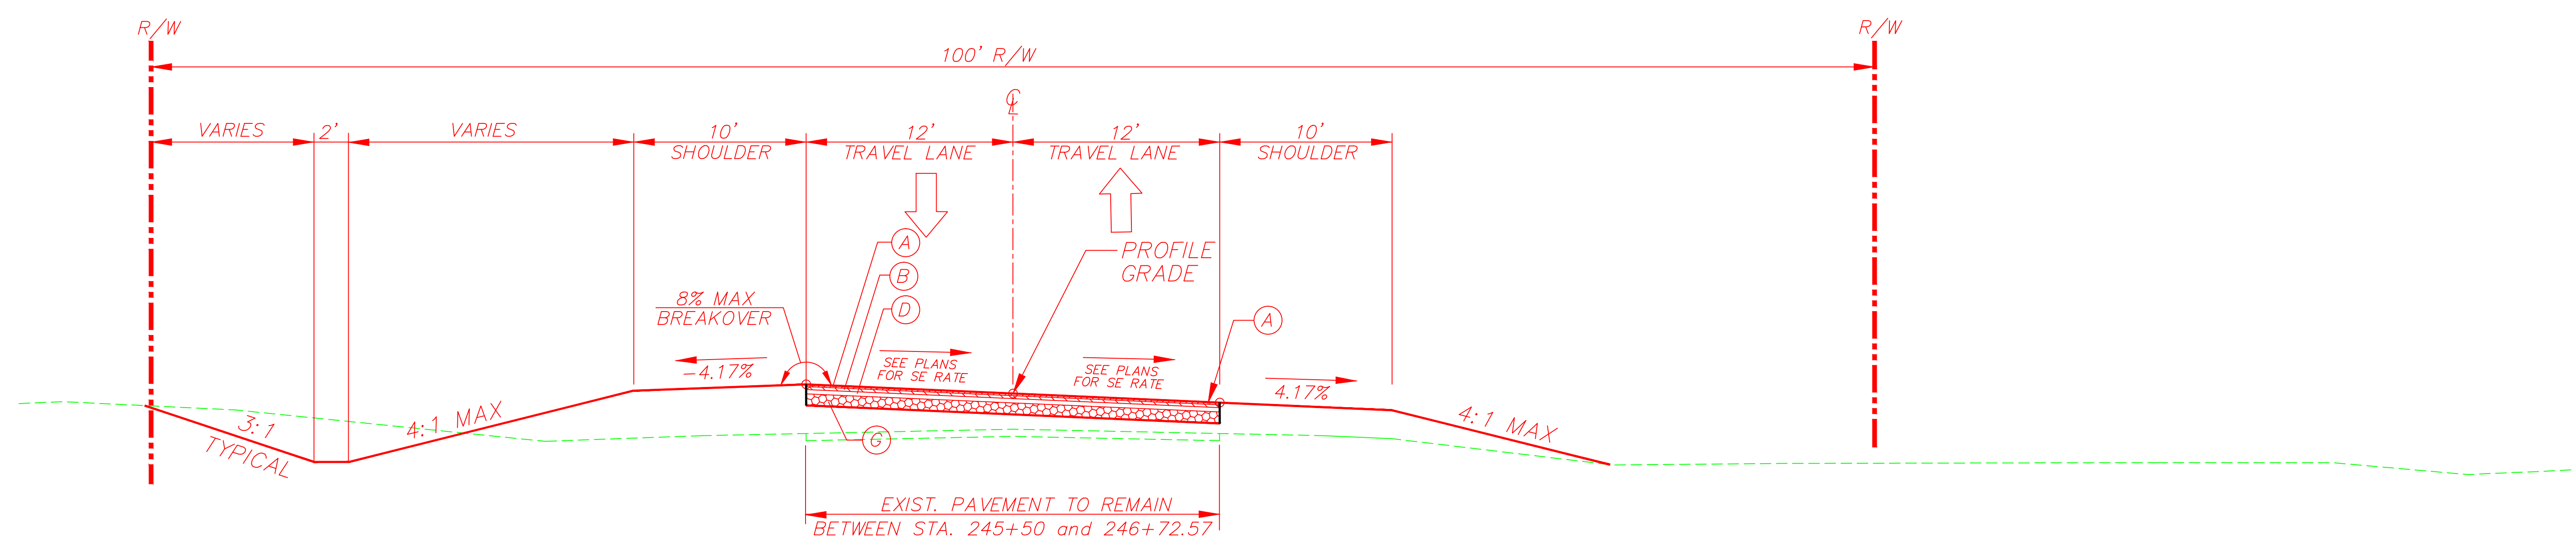 R/W
R/W
100' R/W
℄
VARIES
2'
VARIES
10'
SHOULDER
12'
TRAVEL LANE
12'
TRAVEL LANE
10'
SHOULDER
A
B
D
PROFILE
GRADE
8% MAX
BREAKOVER
A
-4.17%
SEE PLANS
FOR SE RATE
SEE PLANS
FOR SE RATE
4.17%
3:1
TYPICAL
4:1 MAX
4:1 MAX
G
EXIST. PAVEMENT TO REMAIN
BETWEEN STA. 245+50 and 246+72.57